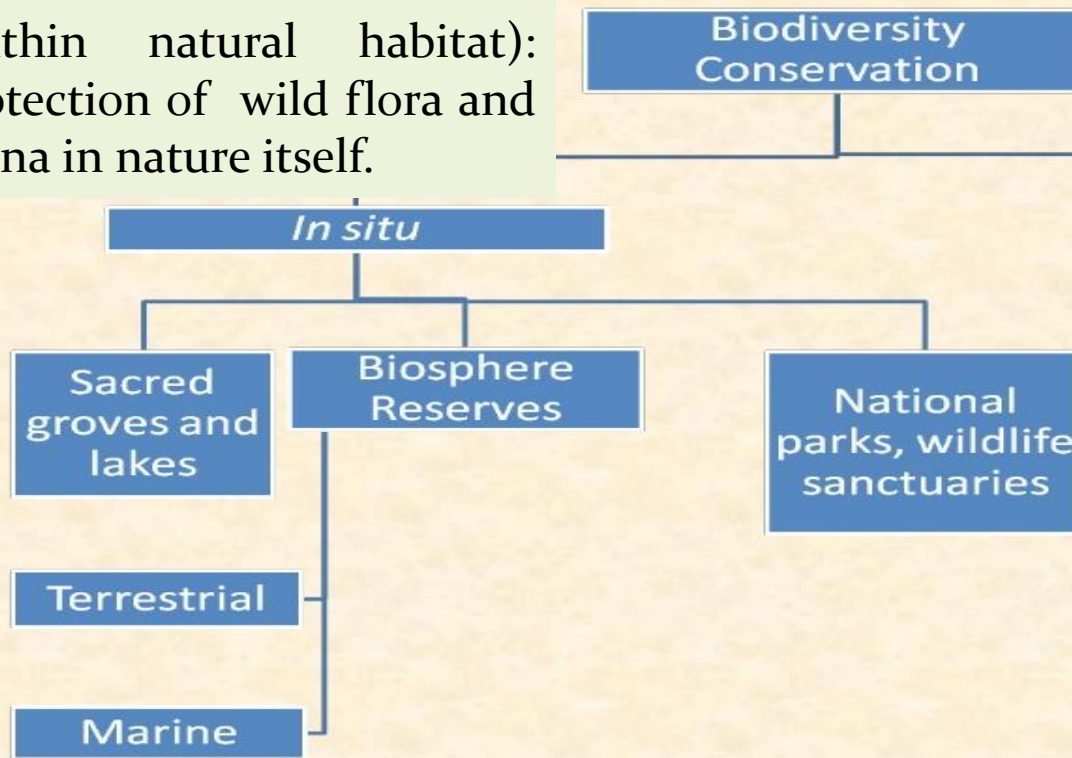 thin natural habitat):
tection of wild flora and
na in nature itself.
Biodiversity
Conservation
In situ
Sacred
groves and
lakes
Biosphere
Reserves
National
parks, wildlife
sanctuaries
Terrestrial
Marine